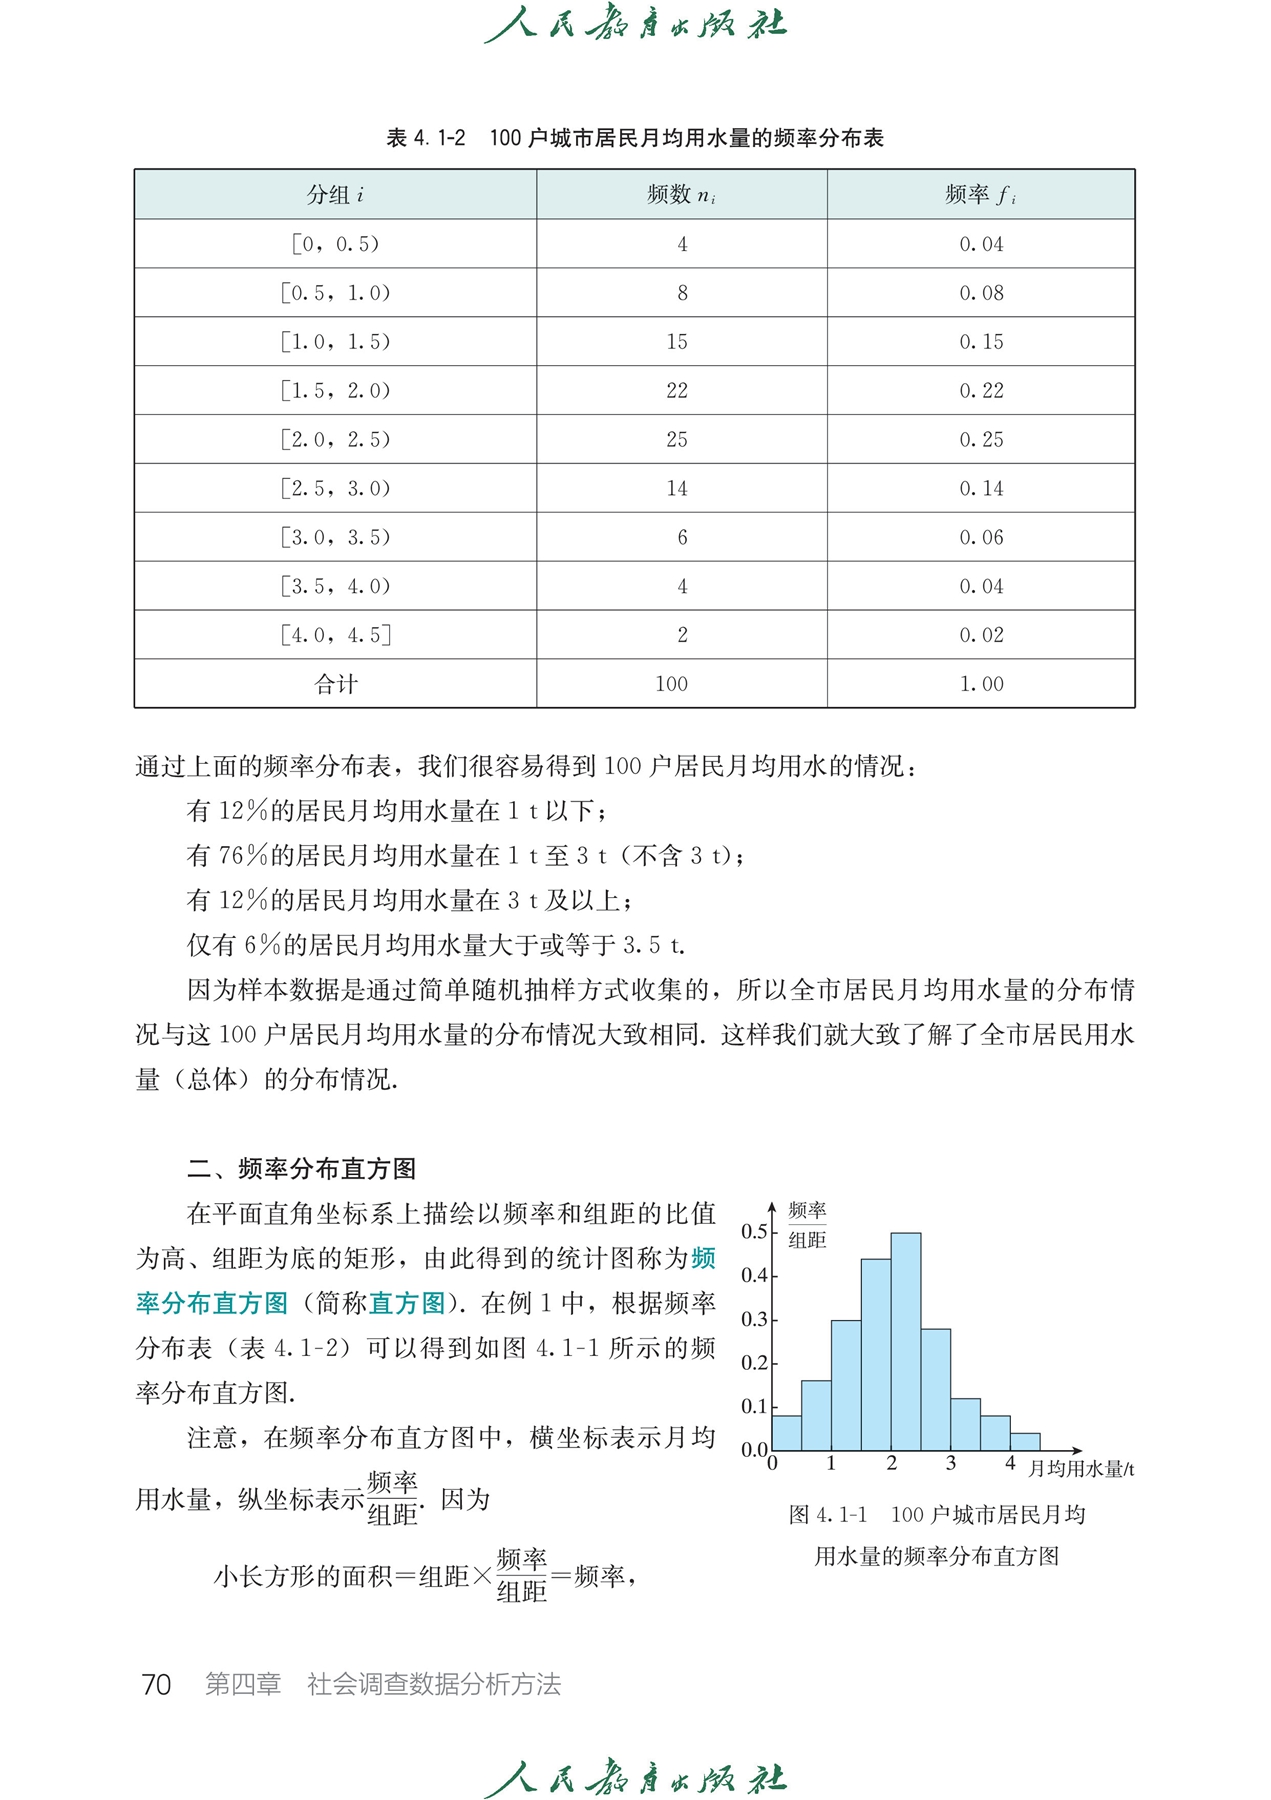 人民教育出版社
表 4.1-2 100 户城市居民月均用水量的频率分布表
分组 i 频数 nᵢ 频率 fᵢ
[0, 0.5) 4 0.04
[0.5, 1.0) 8 0.08
[1.0, 1.5) 15 0.15
[1.5, 2.0) 22 0.22
[2.0, 2.5) 25 0.25
[2.5, 3.0) 14 0.14
[3.0, 3.5) 6 0.06
[3.5, 4.0) 4 0.04
[4.0, 4.5] 2 0.02
合计 100 1.00
通过上面的频率分布表，我们很容易得到 100 户居民月均用水的情况：
有 12%的居民月均用水量在 1 t 以下；
有 76%的居民月均用水量在 1 t 至 3 t（不含 3 t）；
有 12%的居民月均用水量在 3 t 及以上；
仅有 6%的居民月均用水量大于或等于 3.5 t.
因为样本数据是通过简单随机抽样方式收集的，所以全市居民月均用水量的分布情
况与这 100 户居民月均用水量的分布情况大致相同. 这样我们就大致了解了全市居民用水
量（总体）的分布情况.
二、频率分布直方图
在平面直角坐标系上描绘以频率和组距的比值
为高、组距为底的矩形，由此得到的统计图称为频
率分布直方图（简称直方图）. 在例 1 中，根据频率
分布表（表 4.1-2）可以得到如图 4.1-1 所示的频
率分布直方图.
注意，在频率分布直方图中，横坐标表示月均
用水量，纵坐标表示频率/组距. 因为
小长方形的面积＝组距×频率/组距＝频率，
频率
组距
0.5
0.4
0.3
0.2
0.1
0.0
0 1 2 3 4 月均用水量/t
图 4.1-1 100 户城市居民月均
用水量的频率分布直方图
70 第四章 社会调查数据分析方法
人民教育出版社